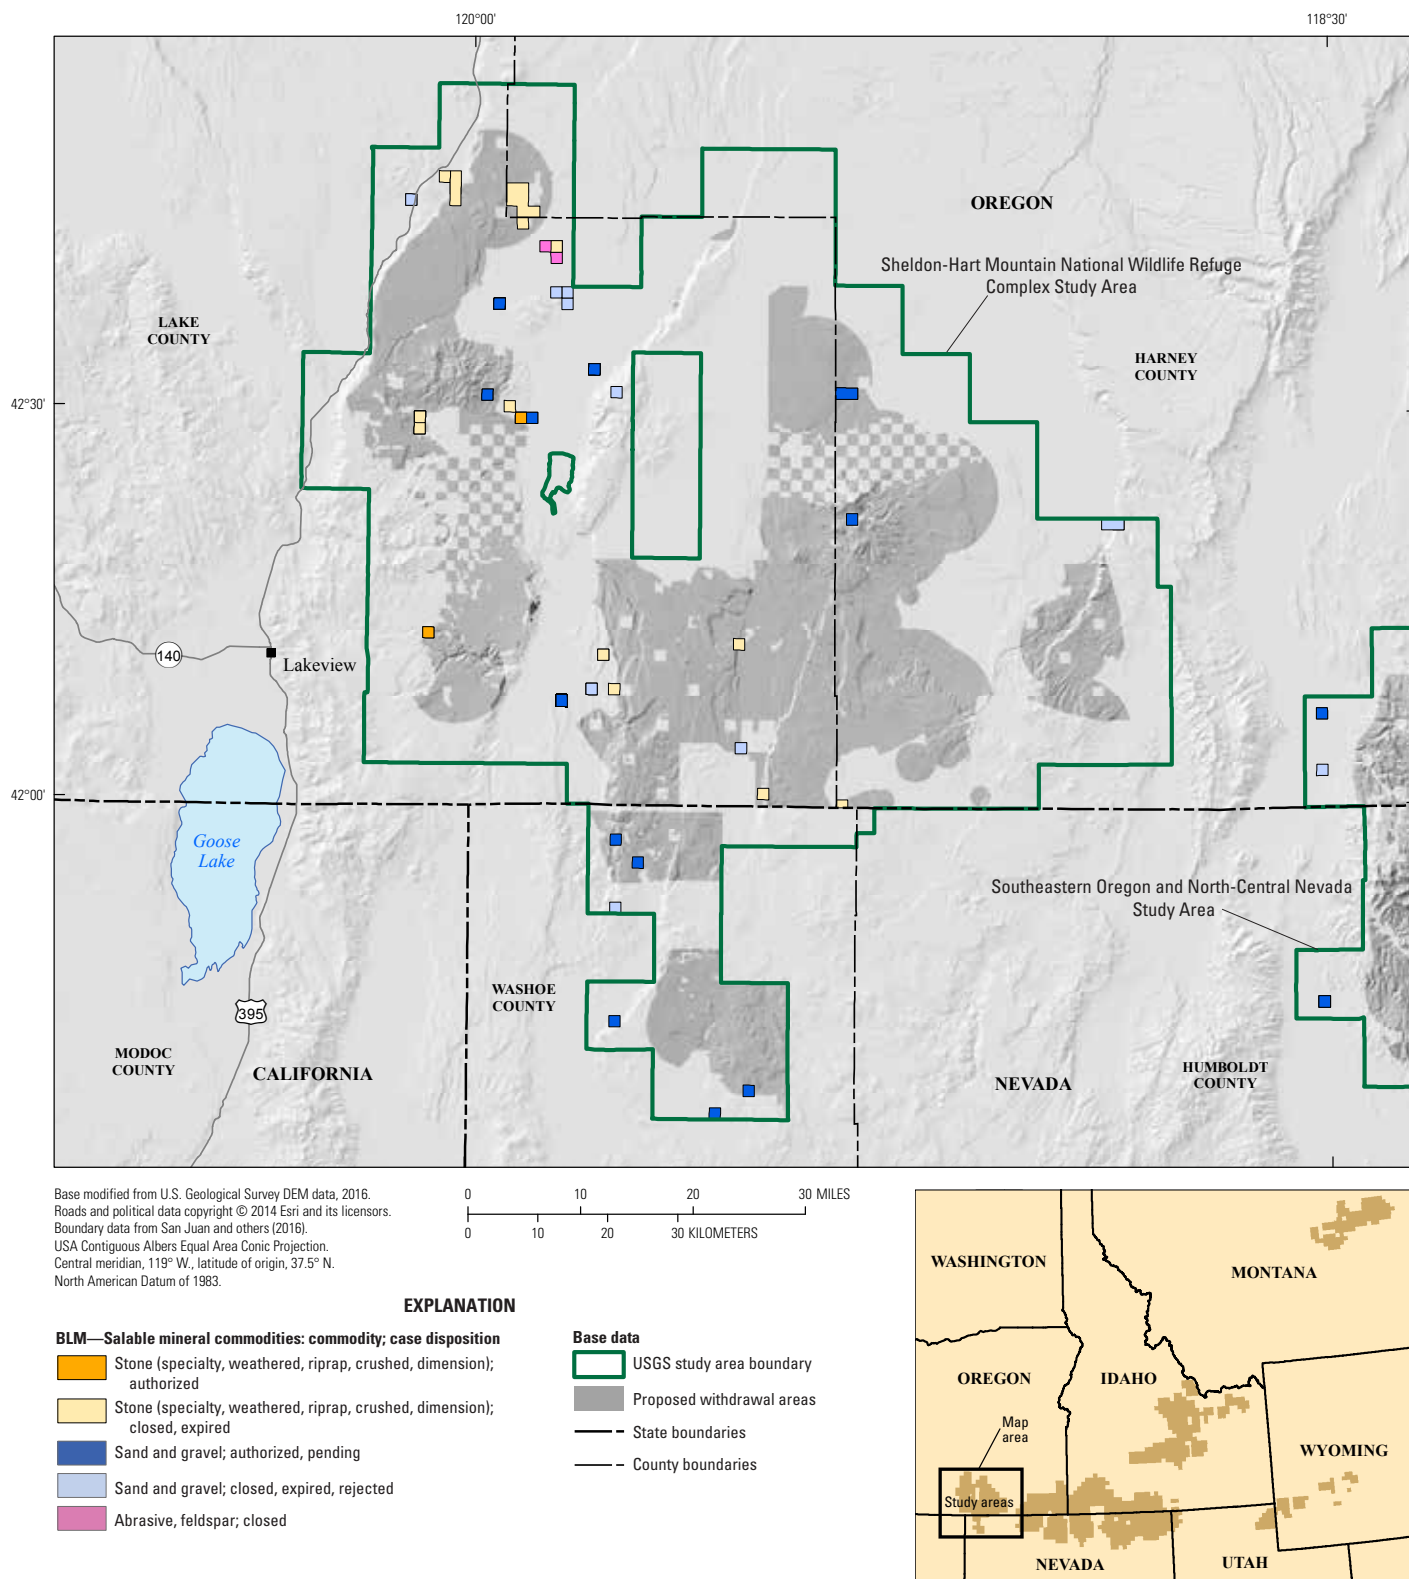 120°00'
118°30'
OREGON
Sheldon-Hart Mountain National Wildlife Refuge
Complex Study Area
LAKE
COUNTY
HARNEY
COUNTY
42°30'
140
Lakeview
42°00'
Goose
Lake
Southeastern Oregon and North-Central Nevada
Study Area
WASHOE
COUNTY
395
MODOC
COUNTY
CALIFORNIA
NEVADA
HUMBOLDT
COUNTY
Base modified from U.S. Geological Survey DEM data, 2016.
Roads and political data copyright © 2014 Esri and its licensors.
Boundary data from San Juan and others (2016).
USA Contiguous Albers Equal Area Conic Projection.
Central meridian, 119° W., latitude of origin, 37.5° N.
North American Datum of 1983.
0 10 20 30 MILES
0 10 20 30 KILOMETERS
EXPLANATION
BLM—Salable mineral commodities: commodity; case disposition
Stone (specialty, weathered, riprap, crushed, dimension);
authorized
Stone (specialty, weathered, riprap, crushed, dimension);
closed, expired
Sand and gravel; authorized, pending
Sand and gravel; closed, expired, rejected
Abrasive, feldspar; closed
Base data
USGS study area boundary
Proposed withdrawal areas
State boundaries
County boundaries
WASHINGTON
MONTANA
OREGON
IDAHO
Map
area
WYOMING
Study areas
NEVADA
UTAH